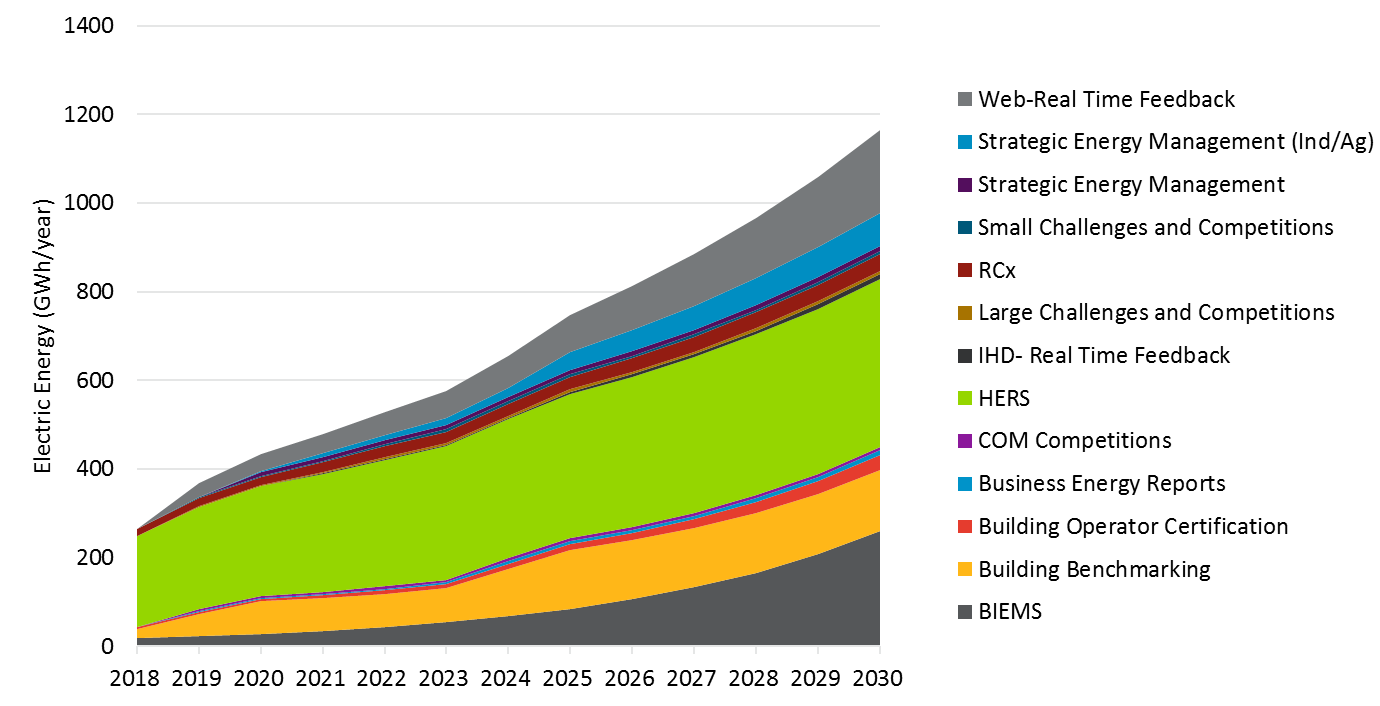 1400
1200
1000
800
600
400
200
0
Electric Energy (GWh/year)
2018 2019 2020 2021 2022 2023 2024 2025 2026 2027 2028 2029 2030
Web-Real Time Feedback
Strategic Energy Management (Ind/Ag)
Strategic Energy Management
Small Challenges and Competitions
RCx
Large Challenges and Competitions
IHD- Real Time Feedback
HERS
COM Competitions
Business Energy Reports
Building Operator Certification
Building Benchmarking
BIEMS